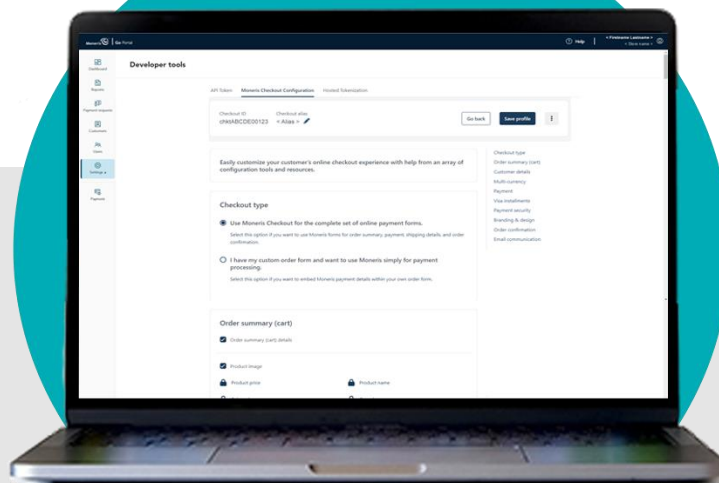 Moneris Go Portal
Help
< Firstname Lastname >
< Store name >
Dashboard
Reports
Payment requests
Customers
Users
Settings
Payments
Developer tools
API Token Moneris Checkout Configuration Hosted Tokenization
Checkout ID Checkout alias
chktABCDE00123 < Alias >
Go back Save profile
Easily customize your customer's online checkout experience with help from an array of
configuration tools and resources.
Checkout type
Use Moneris Checkout for the complete set of online payment forms.
Select this option if you want to use Moneris forms for order summary, payment, shipping details, and order
confirmation.
I have my custom order form and want to use Moneris simply for payment
processing.
Select this option if you want to embed Moneris payment details within your own order form.
Order summary (cart)
Order summary (cart) details
Product image
Product price Product name
Checkout type
Order summary (cart)
Customer details
Multi-currency
Payment
Visa installments
Payment security
Branding & design
Order confirmation
Email communication